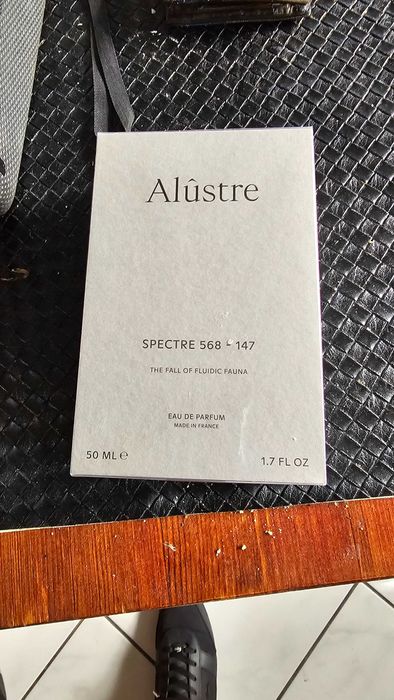 Alûstre
SPECTRE 568 - 147
THE FALL OF FLUIDIC FAUNA
EAU DE PARFUM
MADE IN FRANCE
50 ML ℮
1.7 FL OZ